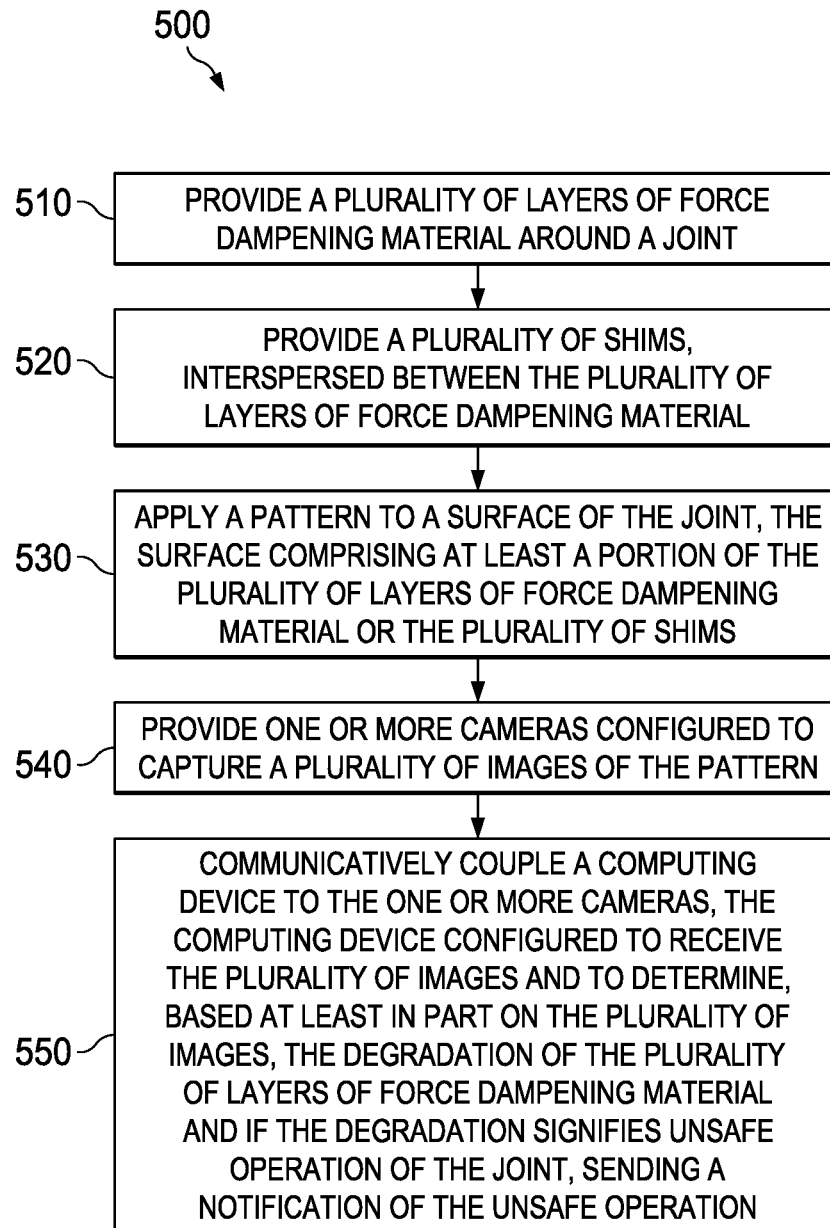 500
510
PROVIDE A PLURALITY OF LAYERS OF FORCE
DAMPENING MATERIAL AROUND A JOINT
520
PROVIDE A PLURALITY OF SHIMS,
INTERSPERSED BETWEEN THE PLURALITY OF
LAYERS OF FORCE DAMPENING MATERIAL
530
APPLY A PATTERN TO A SURFACE OF THE JOINT, THE
SURFACE COMPRISING AT LEAST A PORTION OF THE
PLURALITY OF LAYERS OF FORCE DAMPENING
MATERIAL OR THE PLURALITY OF SHIMS
540
PROVIDE ONE OR MORE CAMERAS CONFIGURED TO
CAPTURE A PLURALITY OF IMAGES OF THE PATTERN
550
COMMUNICATIVELY COUPLE A COMPUTING
DEVICE TO THE ONE OR MORE CAMERAS, THE
COMPUTING DEVICE CONFIGURED TO RECEIVE
THE PLURALITY OF IMAGES AND TO DETERMINE,
BASED AT LEAST IN PART ON THE PLURALITY OF
IMAGES, THE DEGRADATION OF THE PLURALITY
OF LAYERS OF FORCE DAMPENING MATERIAL
AND IF THE DEGRADATION SIGNIFIES UNSAFE
OPERATION OF THE JOINT, SENDING A
NOTIFICATION OF THE UNSAFE OPERATION